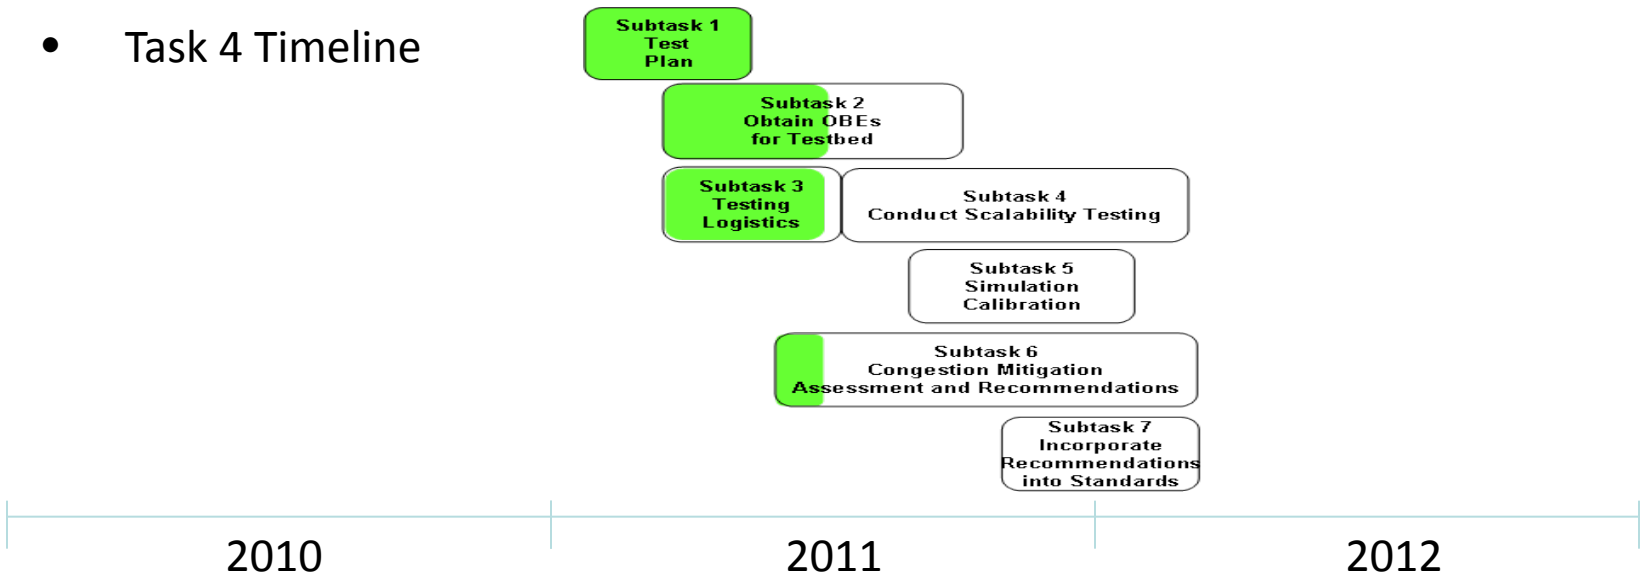 • Task 4 Timeline
Subtask 1
Test
Plan
Subtask 2
Obtain OBEs
for Testbed
Subtask 3
Testing
Logistics
Subtask 4
Conduct Scalability Testing
Subtask 5
Simulation
Calibration
Subtask 6
Congestion Mitigation
Assessment and Recommendations
Subtask 7
Incorporate
Recommendations
into Standards
2010
2011
2012